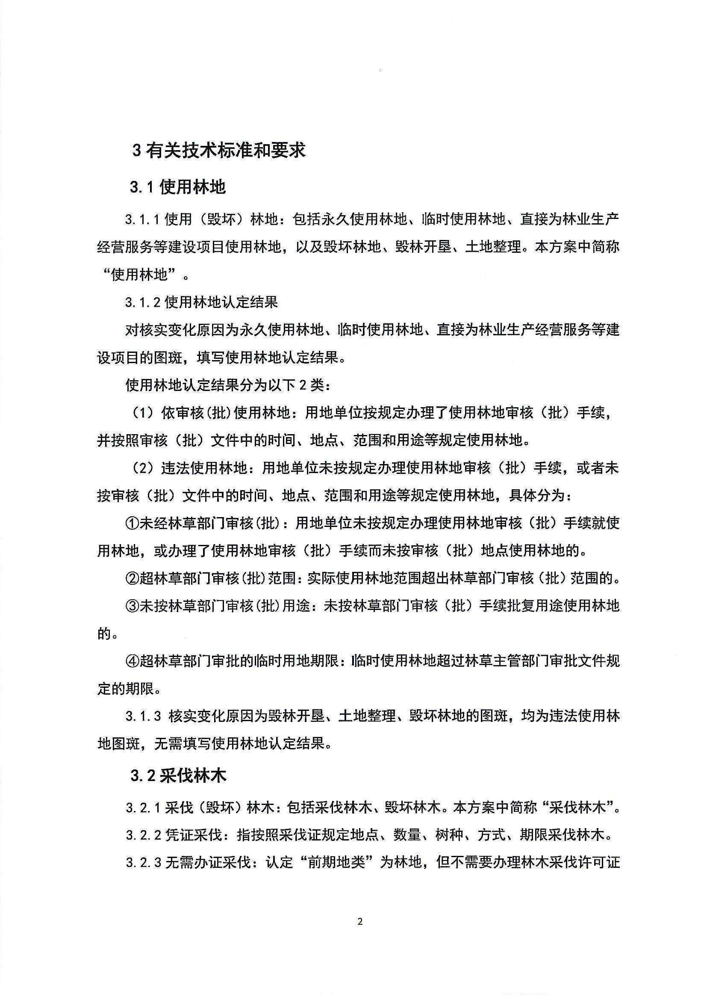 3 有关技术标准和要求
3.1 使用林地
3.1.1 使用（毁坏）林地：包括永久使用林地、临时使用林地、直接为林业生产
经营服务等建设项目使用林地，以及毁坏林地、毁林开垦、土地整理。本方案中简称
“使用林地”。
3.1.2 使用林地认定结果
对核实变化原因为永久使用林地、临时使用林地、直接为林业生产经营服务等建
设项目的图斑，填写使用林地认定结果。
使用林地认定结果分为以下 2 类：
（1）依审核(批)使用林地：用地单位按规定办理了使用林地审核（批）手续，
并按照审核（批）文件中的时间、地点、范围和用途等规定使用林地。
（2）违法使用林地：用地单位未按规定办理使用林地审核（批）手续，或者未
按审核（批）文件中的时间、地点、范围和用途等规定使用林地，具体分为：
①未经林草部门审核(批)：用地单位未按规定办理使用林地审核（批）手续就使
用林地，或办理了使用林地审核（批）手续而未按审核（批）地点使用林地的。
②超林草部门审核(批)范围：实际使用林地范围超出林草部门审核（批）范围的。
③未按林草部门审核(批)用途：未按林草部门审核（批）手续批复用途使用林地
的。
④超林草部门审批的临时用地期限：临时使用林地超过林草主管部门审批文件规
定的期限。
3.1.3 核实变化原因为毁林开垦、土地整理、毁坏林地的图斑，均为违法使用林
地图斑，无需填写使用林地认定结果。
3.2 采伐林木
3.2.1 采伐（毁坏）林木：包括采伐林木、毁坏林木。本方案中简称“采伐林木”。
3.2.2 凭证采伐：指按照采伐证规定地点、数量、树种、方式、期限采伐林木。
3.2.3 无需办证采伐：认定“前期地类”为林地，但不需要办理林木采伐许可证
2